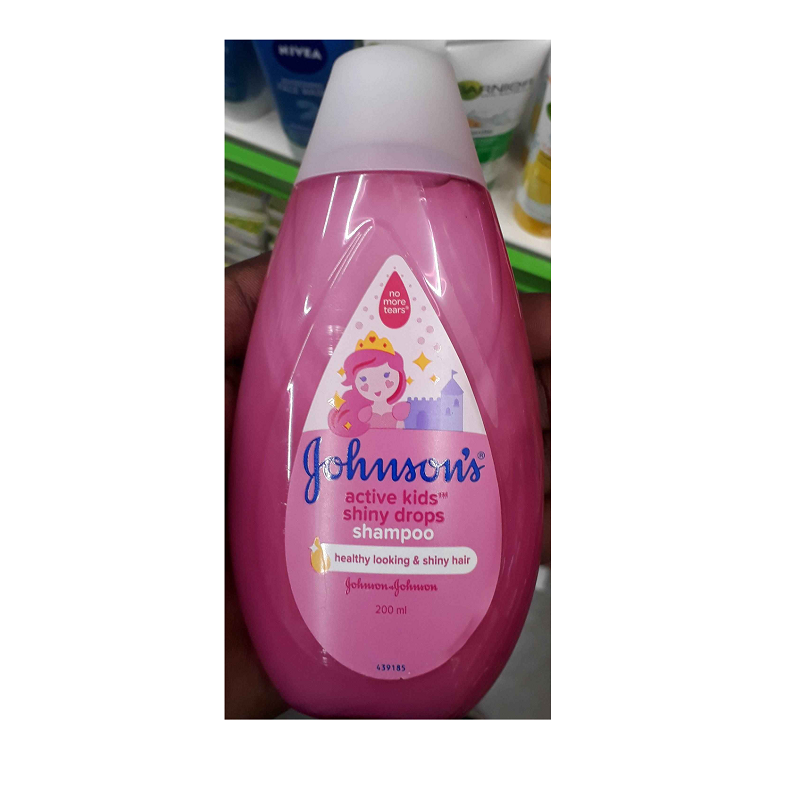 NIVEA
GARNIER
no
more
tears®
Johnson's®
active kids™
shiny drops
shampoo
healthy looking & shiny hair
Johnson&Johnson
200 ml
439185